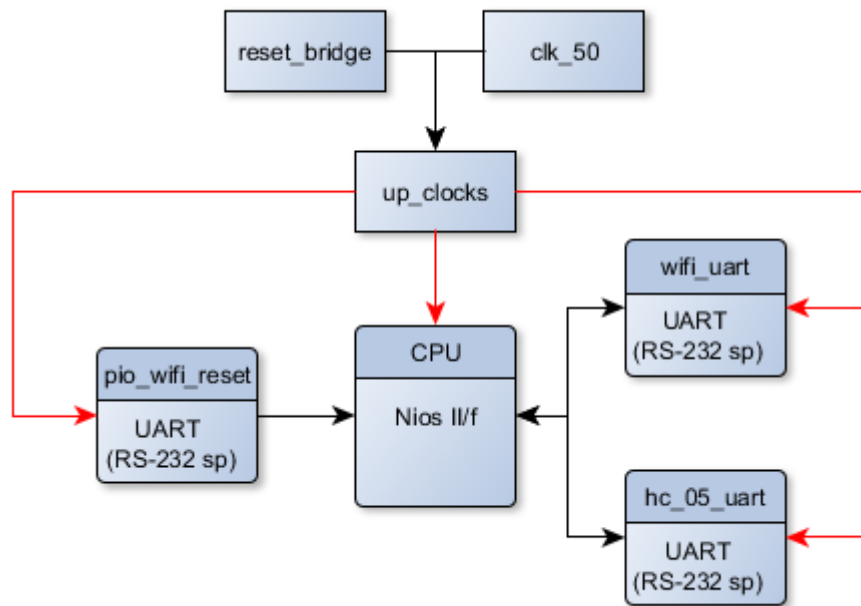 reset_bridge
clk_50
up_clocks
wifi_uart
UART
(RS-232 sp)
CPU
Nios II/f
pio_wifi_reset
UART
(RS-232 sp)
hc_05_uart
UART
(RS-232 sp)